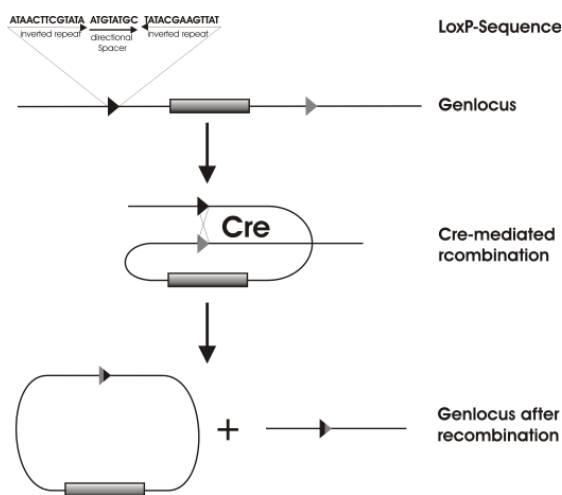 ATAACTTCGTATA ATGTATGC TATACGAAGTTAT
inverted repeat directional inverted repeat
Spacer
LoxP-Sequence
Genlocus
Cre
Cre-mediated
rcombination
+
Genlocus after
recombination